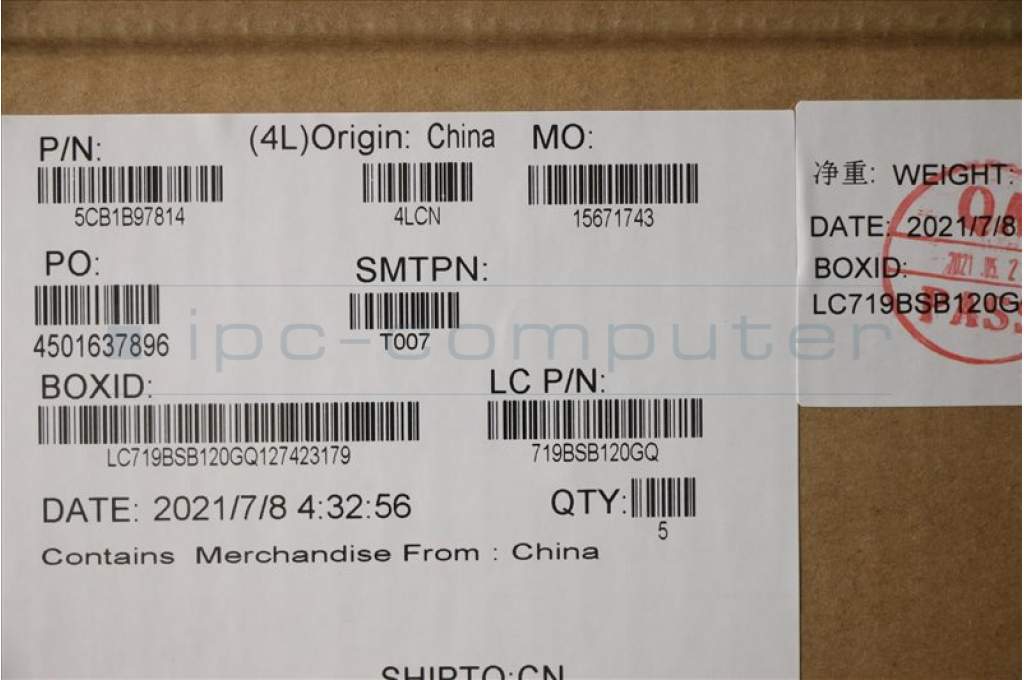 P/N:
(4L)Origin: China
MO:
5CB1B97814
4LCN
15671743
PO:
SMTPN:
4501637896
T007
ipc-computer
BOXID:
LC P/N:
LC719BSB120GQ127423179
719BSB120GQ
DATE: 2021/7/8 4:32:56
QTY:
5
Contains Merchandise From : China
SHIPTO:CN
净重: WEIGHT:
DATE: 2021/7/8
BOXID:
LC719BSB120G
PASS